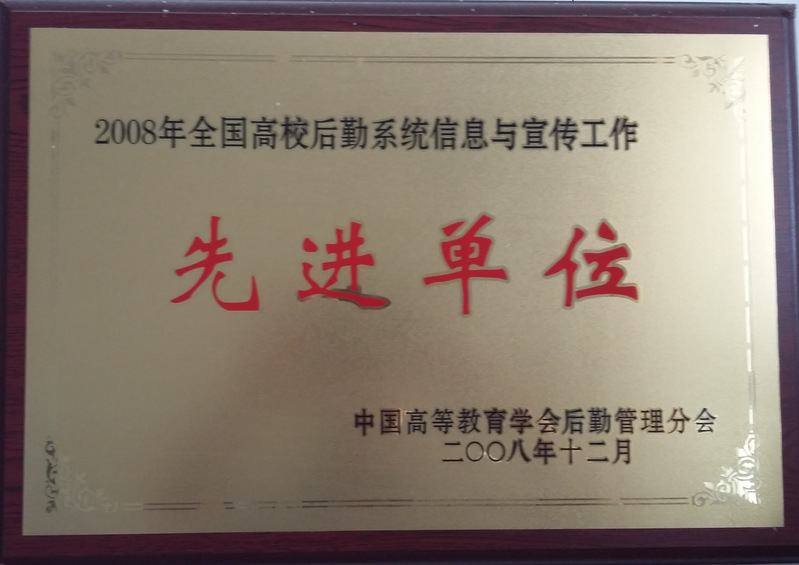 2008年全国高校后勤系统信息与宣传工作
先进单位
中国高等教育学会后勤管理分会
二〇〇八年十二月